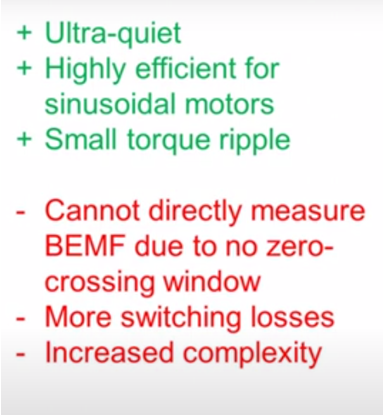 + Ultra-quiet
+ Highly efficient for
sinusoidal motors
+ Small torque ripple
- Cannot directly measure
BEMF due to no zero-
crossing window
- More switching losses
- Increased complexity